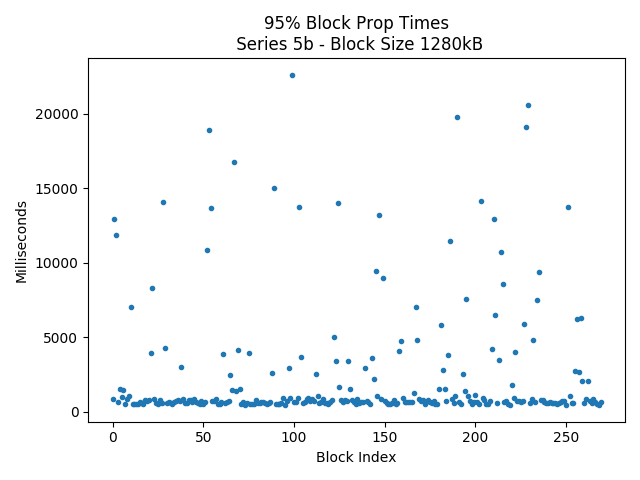 95% Block Prop Times
Series 5b - Block Size 1280kB
Milliseconds
20000
15000
10000
5000
0
0 50 100 150 200 250
Block Index